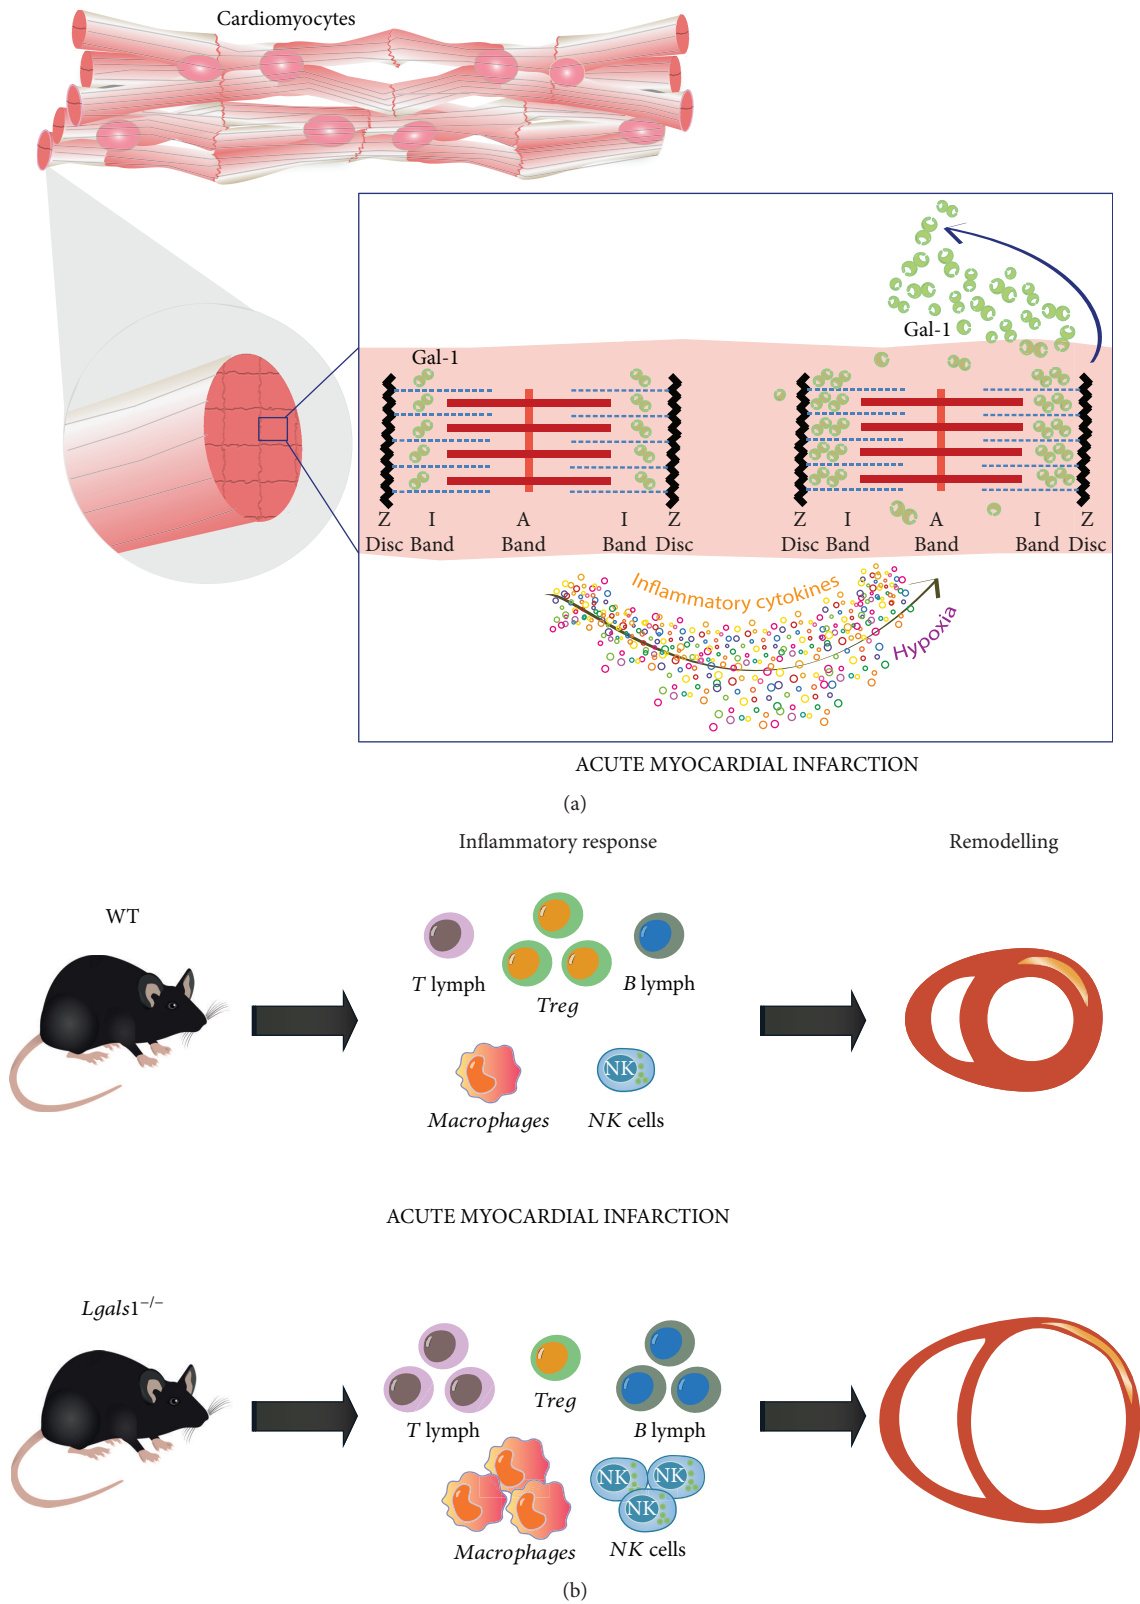 Cardiomyocytes
Gal-1
Gal-1
Z I A I Z Z I A I Z
Disc Band Band Band Disc Disc Band Band Band Disc
Inflammatory cytokines
Hypoxia
ACUTE MYOCARDIAL INFARCTION
(a)
Inflammatory response Remodelling
WT
T lymph B lymph
Treg
NK
Macrophages NK cells
ACUTE MYOCARDIAL INFARCTION
Lgals1−/−
Treg
T lymph B lymph
NK NK
NK
Macrophages NK cells
(b)